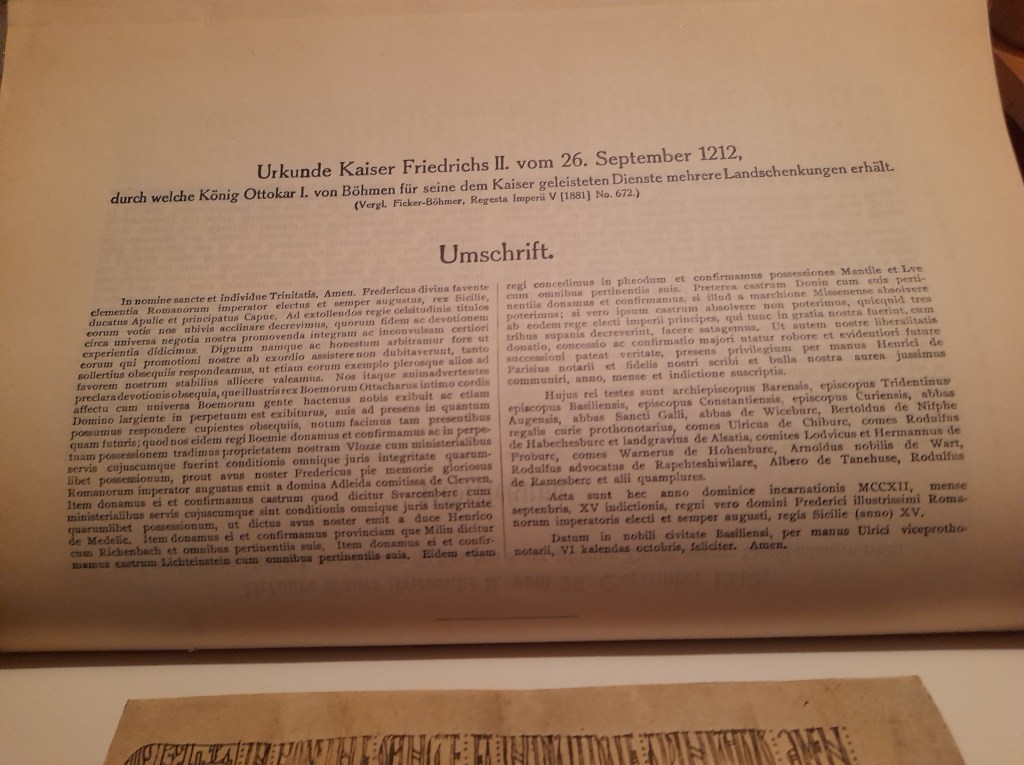 Urkunde Kaiser Friedrichs II. vom 26. September 1212,
durch welche König Ottokar I. von Böhmen für seine dem Kaiser geleisteten Dienste mehrere Landschenkungen erhält.
(Vergl. Ficker-Böhmer, Regesta Imperii V [1881] No. 672.)
Umschrift.
In nomine sancte et individue Trinitatis, Amen. Fredericus divina favente
clementia Romanorum imperator electus et semper augustus, rex Sicilie,
ducatus Apulie et principatus Capue. Ad extollendos regie celsitudinis titulos
eorum votis nos ubivis acclinare decrevimus, quorum fidem ac devotionem
circa universa negotia nostra promovenda integram ac inconvulsam certiori
experientia didicimus. Dignum namque ac honestum arbitramur fore ut
eorum qui promotioni nostre ab exordio assistere non dubitaverunt, tanto
sollertius obsequiis respondeamus, ut etiam eorum exemplo plerosque alios ad
favorem nostrum stabilius allicere valeamus. Nos itaque animadvertentes
preclara devotionis obsequia, que illustris rex Boemorum Ottacharus intimo cordis
affectu cum universa Boemorum gente hactenus nobis exibuit ac etiam
Domino largiente in perpetuum est exibiturus, suis ad presens in quantum
possumus respondere cupientes obsequiis, notum facimus tam presentibus
quam futuris; quod nos eidem regi Boemie donamus et confirmamus ac in perpe-
tuam possessionem tradimus proprietatem nostram Vlozze cum ministerialibus
servis cujuscumque fuerint conditionis omnique juris integritate quarum-
libet possessionum, prout avus noster Fredericus pie memorie gloriosus
Romanorum imperator augustus emit a domina Adleida comitissa de Clevven.
Item donamus ei et confirmamus castrum quod dicitur Svarcenberc cum
ministerialibus servis cujuscumque sint conditionis omnique juris integritate
quarumlibet possessionum, ut dictus avus noster emit a duce Henrico
de Medelic. Item donamus ei et confirmamus provinciam que Milin dicitur
cum Richenbach et omnibus pertinentiis suis. Item donamus ei et confir-
mamus castrum Lichteinstein cum omnibus pertinentiis suis. Eidem etiam
regi concedimus in pheodum et confirmamus possessiones Mantile et Lve
cum omnibus pertinentiis suis. Preterea castrum Donin cum suis perti-
nentiis donamus et confirmamus, si illud a marchione Missenense absolvere
poterimus; si vero ipsum castrum absolvere non poterimus, quicquid tres
ab eodem rege electi imperii principes, qui tunc in gratia nostra fuerint, cum
tribus supanis decreverint, facere satagemus. Ut autem nostre liberalitatis
donatio, concessio ac confirmatio majori utatur robore et evidentiori future
successioni pateat veritate, presens privilegium per manus Henrici de
Parisius notarii et fidelis nostri scribi et bulla nostra aurea jussimus
communiri, anno, mense et indictione suscriptis.
Hujus rei testes sunt archiepiscopus Barensis, episcopus Tridentinus
episcopus Basiliensis, episcopus Constantiensis, episcopus Curiensis, abbas
Augensis, abbas Sancti Galli, abbas de Wiceburc, Bertoldus de Nifphe
regalis curie prothonotarius, comes Ulricus de Chiburc, comes Rodulfus
de Habechesburc et landgravius de Alsatia, comites Lodvicus et Hermannus de
Froburc, comes Warnerus de Hohenburc, Arnoldus nobilis de Wart,
Rodulfus advocatus de Rapehteshiwilare, Albero de Tanehuse, Rodulfus
de Ramesberc et alii quamplures.
Acta sunt hec anno dominice incarnationis MCCXII, mense
septenbris, XV indictionis, regni vero domini Frederici illustrissimi Roma-
norum imperatoris electi et semper augusti, regis Sicilie (anno) XV.
Datum in nobili civitate Basiliensi, per manus Ulrici viceprotho-
notarii, VI kalendas octobris, feliciter. Amen.